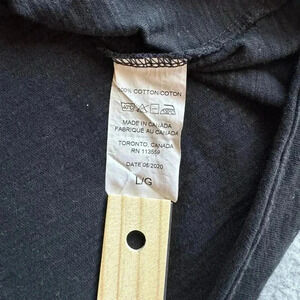 100% COTTON-COTON
MADE IN CANADA
FABRIQUE AU CANADA
TORONTO, CANADA
RN 113559
DATE 06/2020
L/G